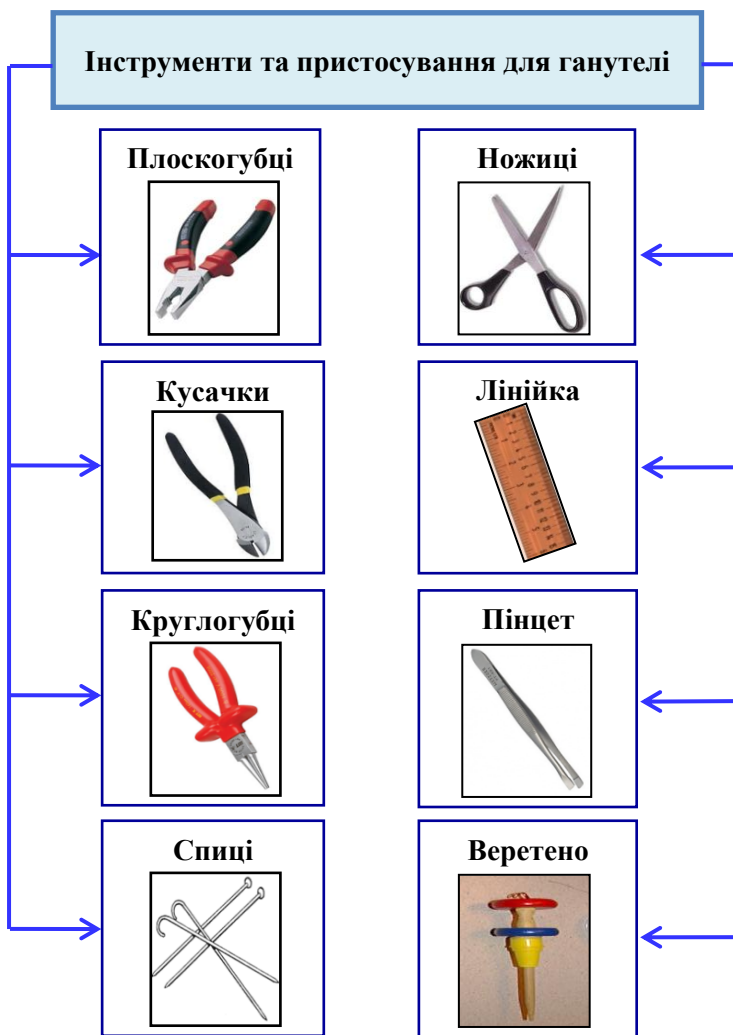 Інструменти та пристосування для ганутелі
Плоскогубці
Ножиці
Кусачки
Лінійка
Круглогубці
Пінцет
Спиці
Веретено